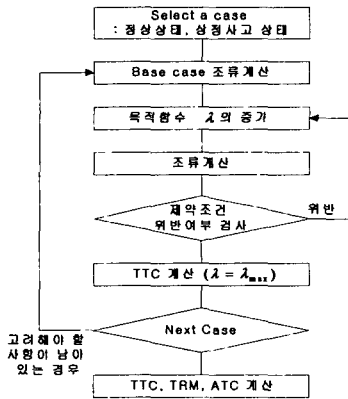 Select a case
: 정상상태, 상정사고 상태
Base case 조류계산
목적함수 λ의 증가
조류계산
제약조건
위반여부 검사
위반
TTC 계산 (λ = λmax)
Next Case
고려해야 할
사항이 남아
있는 경우
TTC, TRM, ATC 계산